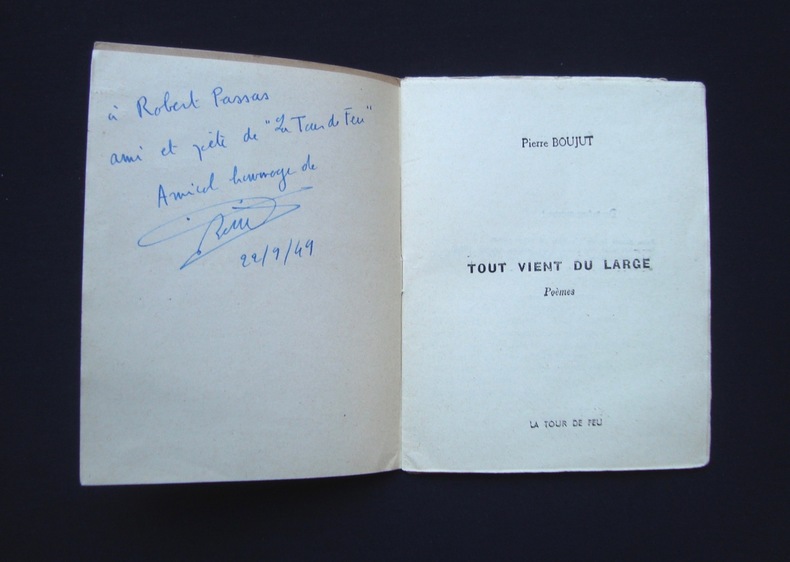 à Robert Passas
ami et pète de "La Tour de Feu"
Amical hommage de
22/9/49
Pierre BOUJUT
TOUT VIENT DU LARGE
Poèmes
LA TOUR DE FEU